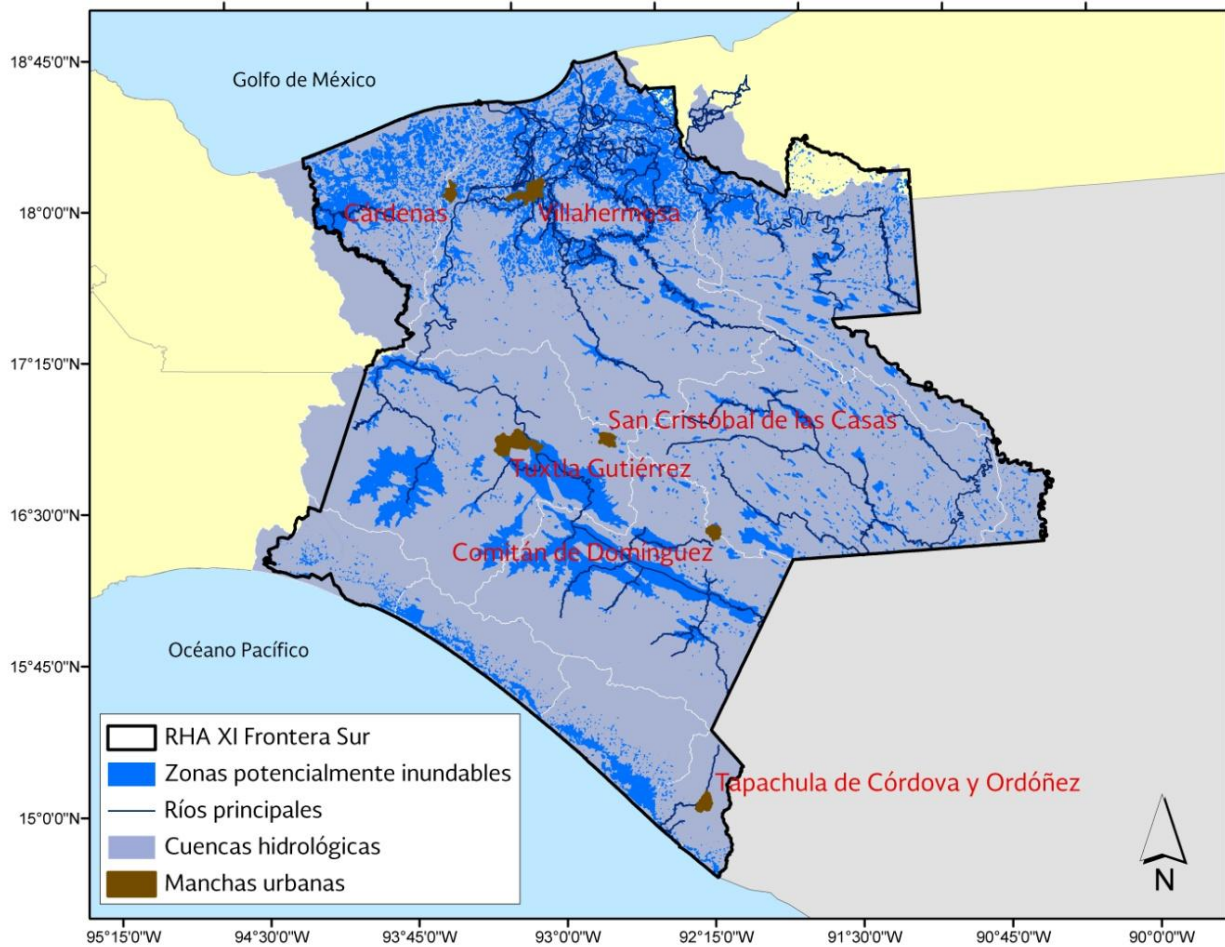 18°45'0"N
Golfo de México
18°0'0"N
Cárdenas
Villahermosa
17°15'0"N
San Cristóbal de las Casas
Tuxtla Gutiérrez
16°30'0"N
Comitán de Domínguez
Océano Pacífico
15°45'0"N
RHA XI Frontera Sur
Zonas potencialmente inundables
Ríos principales
Cuencas hidrológicas
Manchas urbanas
Tapachula de Córdova y Ordóñez
15°0'0"N
N
95°15'0"W
94°30'0"W
93°45'0"W
93°0'0"W
92°15'0"W
91°30'0"W
90°45'0"W
90°0'0"W